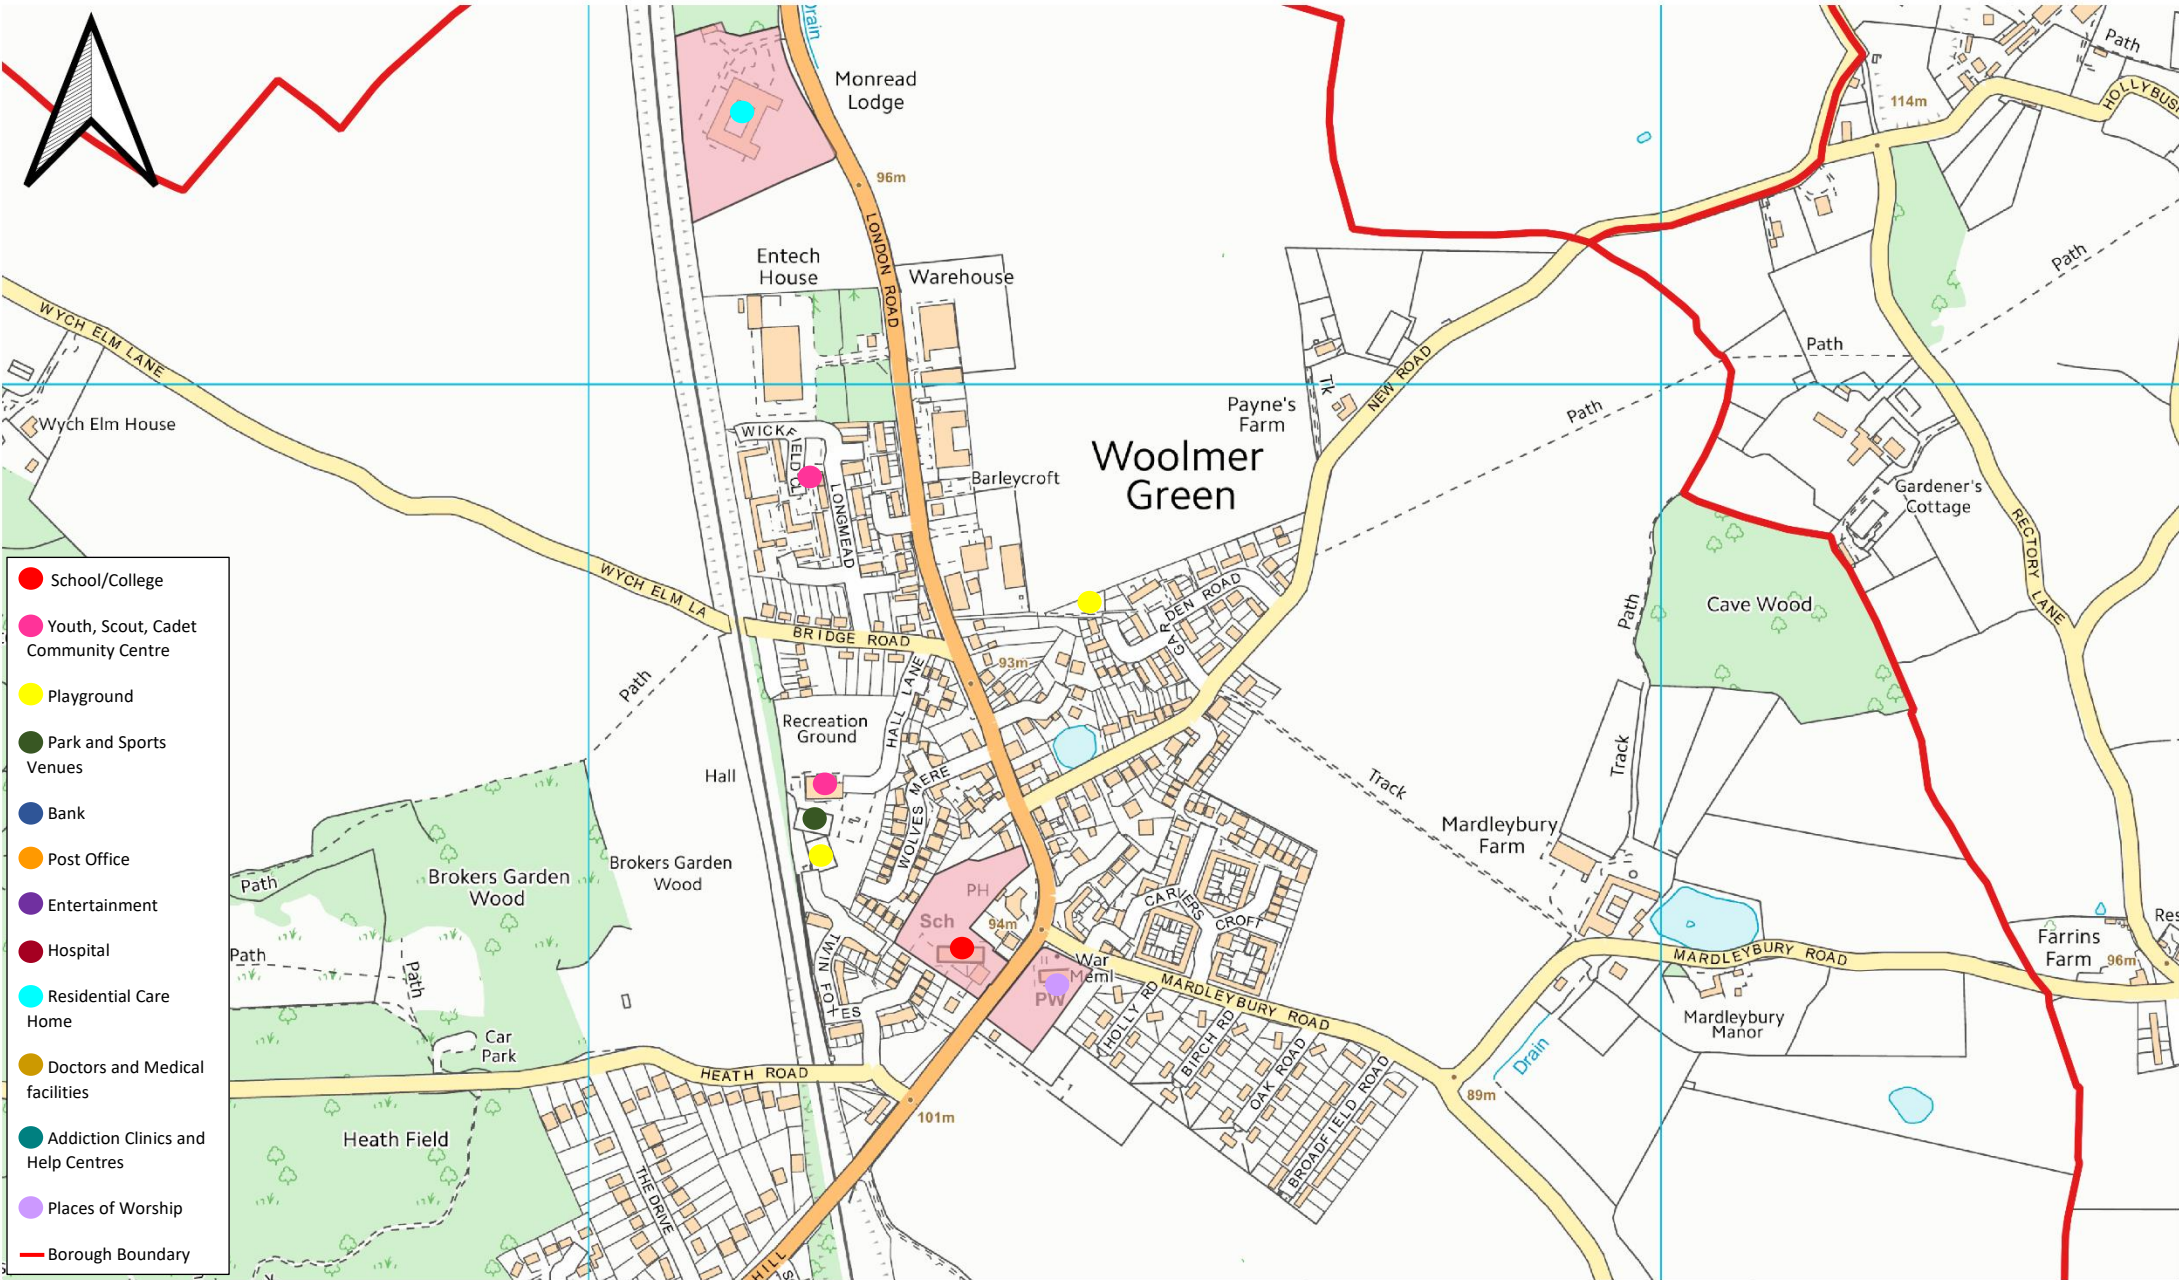 Drain
Path
Monread
Lodge
HOLLYBUSH
114m
96m
LONDON ROAD
Entech
House
Warehouse
Path
WYCH ELM LANE
Path
NEW ROAD
Tk
Payne's
Farm
Path
Wych Elm House
WICKFIELD CL
Woolmer
Green
Barleycroft
LONGMEAD
Gardener's
Cottage
RECTORY LANE
WYCH ELM LA
GARDEN ROAD
Cave Wood
Path
BRIDGE ROAD
93m
Path
HALL LANE
Recreation
Ground
Hall
WOLVES MERE
Track
Track
Mardleybury
Farm
Brokers Garden
Wood
Brokers Garden
Wood
Path
PH
Sch
94m
CARVERS CROFT
War
Meml
PW
Path
Path
TWIN FOOTES
MARDLEYBURY ROAD
MARDLEYBURY ROAD
Farrins
Farm
96m
Res
HOLLY RD
BIRCH RD
OAK ROAD
BROADFIELD ROAD
Mardleybury
Manor
Drain
Car
Park
HEATH ROAD
101m
89m
Heath Field
THE DRIVE
HILL
School/College
Youth, Scout, Cadet
Community Centre
Playground
Park and Sports
Venues
Bank
Post Office
Entertainment
Hospital
Residential Care
Home
Doctors and Medical
facilities
Addiction Clinics and
Help Centres
Places of Worship
Borough Boundary